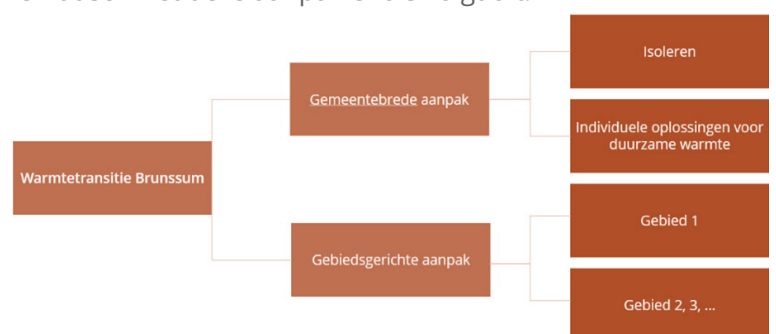 Warmtetransitie Brunssum
Gemeentebrede aanpak
Isoleren
Individuele oplossingen voor
duurzame warmte
Gebiedsgerichte aanpak
Gebied 1
Gebied 2, 3, ...